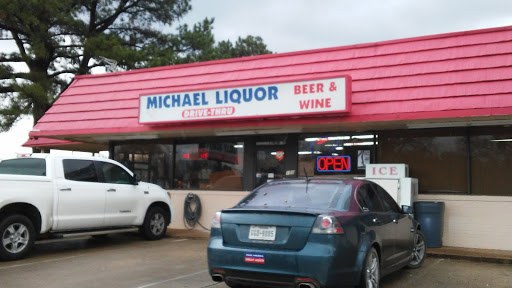 MICHAEL LIQUOR
DRIVE-THRU
BEER &
WINE
OPEN
ICE